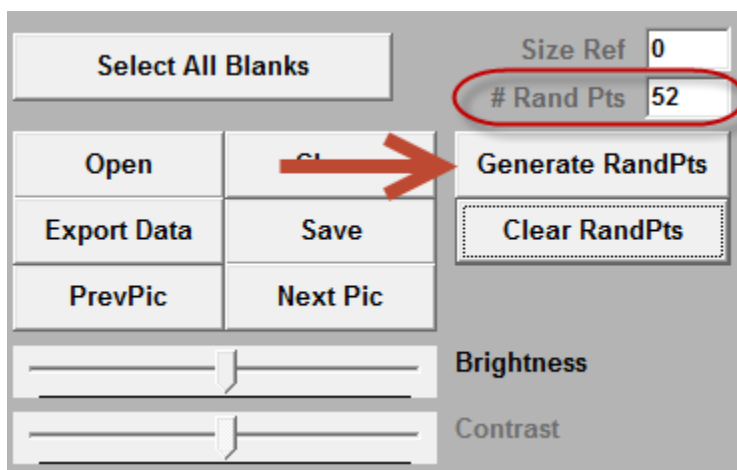 Select All Blanks
Size Ref 0
# Rand Pts 52
Open
Generate RandPts
Export Data Save Clear RandPts
PrevPic Next Pic
Brightness
Contrast